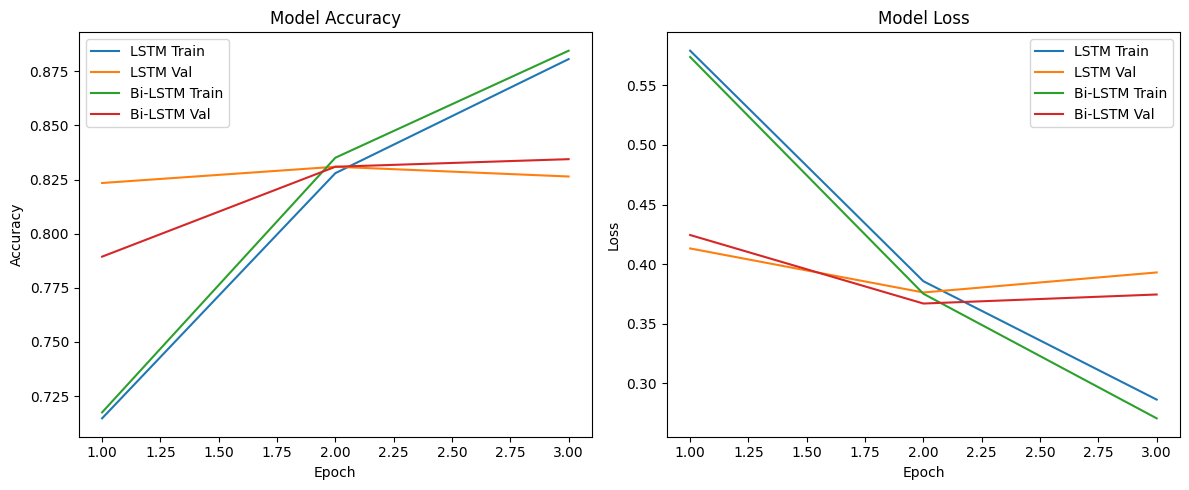 Model Accuracy
LSTM Train
LSTM Val
Bi-LSTM Train
Bi-LSTM Val
0.875
0.850
0.825
0.800
0.775
0.750
0.725
Accuracy
1.00 1.25 1.50 1.75 2.00 2.25 2.50 2.75 3.00
Epoch
Model Loss
LSTM Train
LSTM Val
Bi-LSTM Train
Bi-LSTM Val
0.55
0.50
0.45
0.40
0.35
0.30
Loss
1.00 1.25 1.50 1.75 2.00 2.25 2.50 2.75 3.00
Epoch